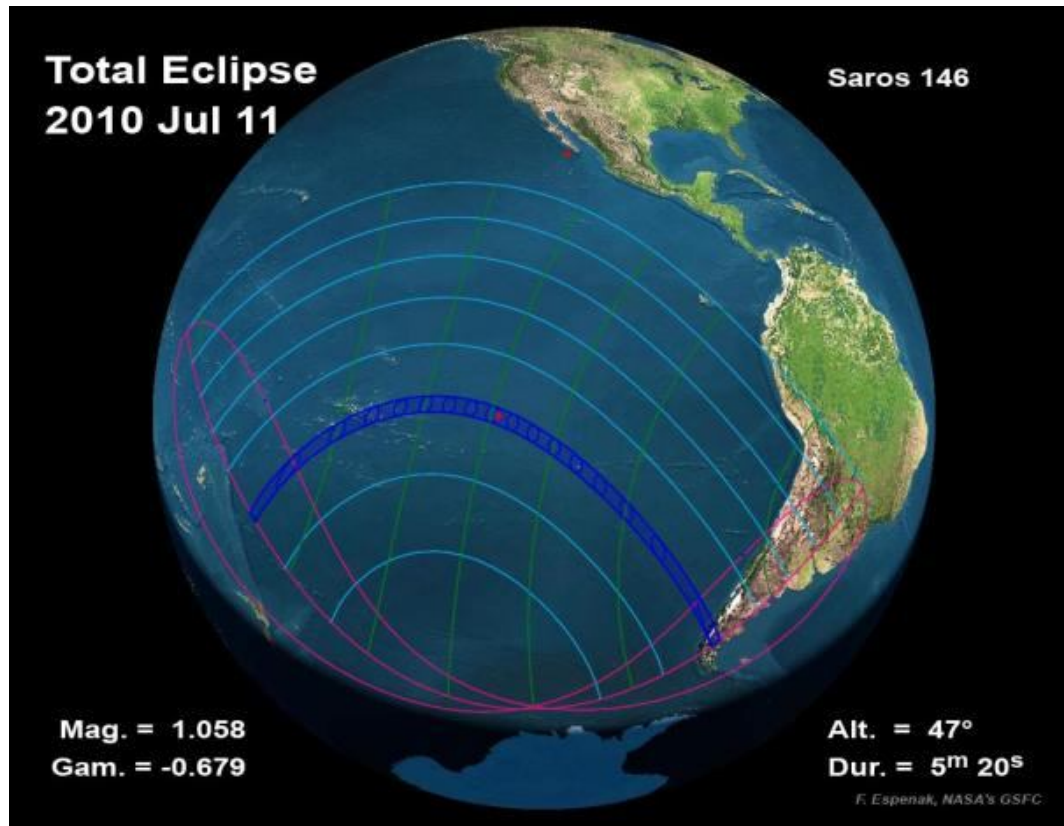 Total Eclipse
2010 Jul 11
Saros 146
Mag. = 1.058
Gam. = -0.679
Alt. = 47°
Dur. = 5m 20s
F. Espenak, NASA's GSFC